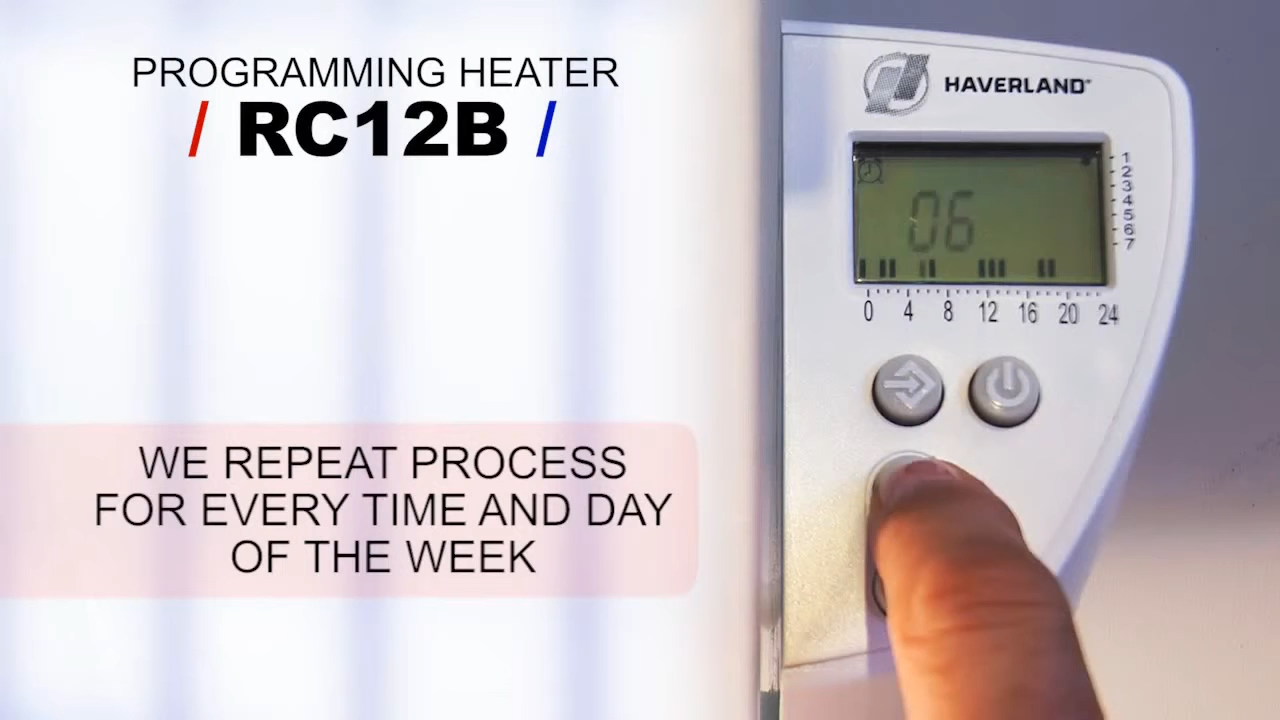 PROGRAMMING HEATER
/ RC12B /
WE REPEAT PROCESS
FOR EVERY TIME AND DAY
OF THE WEEK
HAVERLAND
06
1
2
3
4
5
6
7
0 4 8 12 16 20 24